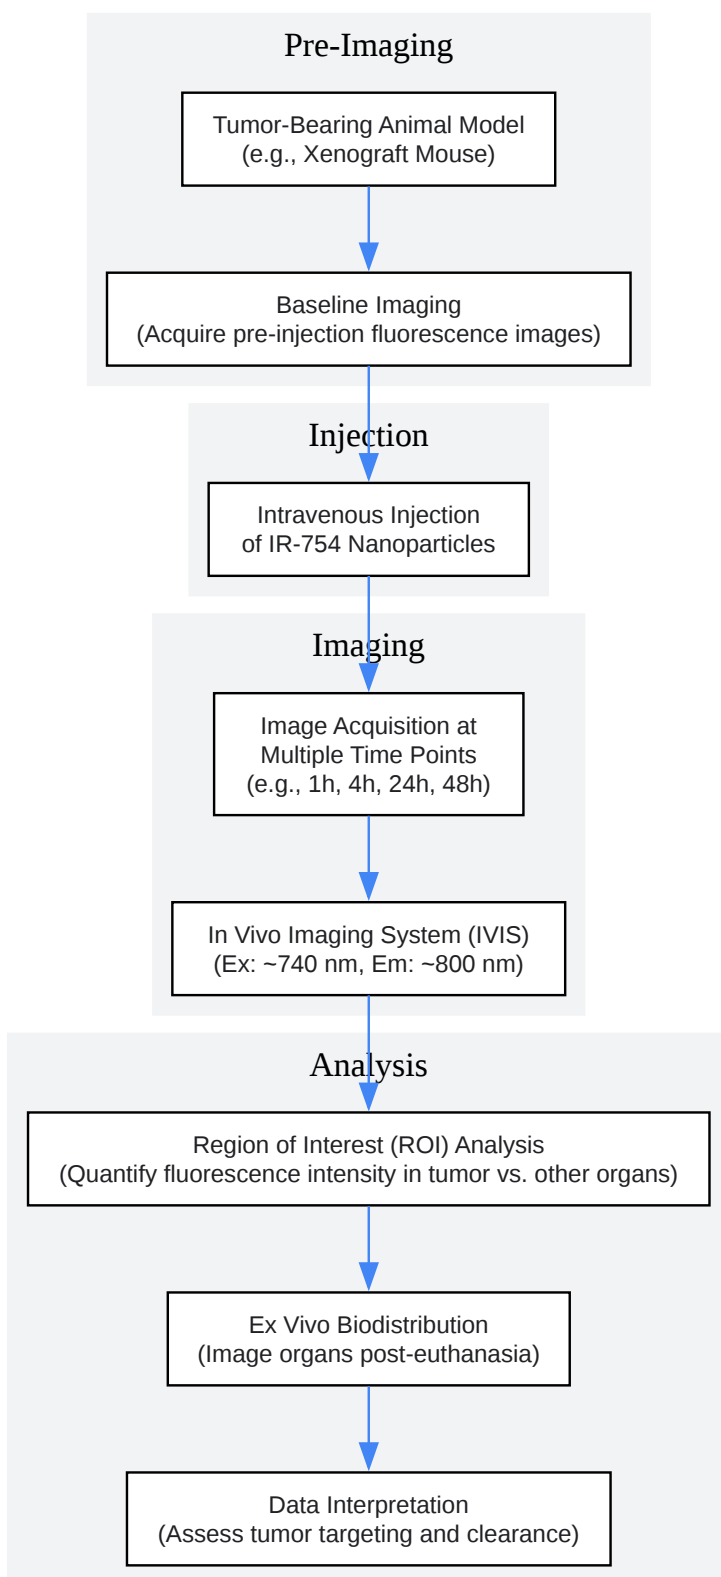 Pre-Imaging
Tumor-Bearing Animal Model
(e.g., Xenograft Mouse)
Baseline Imaging
(Acquire pre-injection fluorescence images)
Injection
Intravenous Injection
of IR-754 Nanoparticles
Imaging
Image Acquisition at
Multiple Time Points
(e.g., 1h, 4h, 24h, 48h)
In Vivo Imaging System (IVIS)
(Ex: ~740 nm, Em: ~800 nm)
Analysis
Region of Interest (ROI) Analysis
(Quantify fluorescence intensity in tumor vs. other organs)
Ex Vivo Biodistribution
(Image organs post-euthanasia)
Data Interpretation
(Assess tumor targeting and clearance)